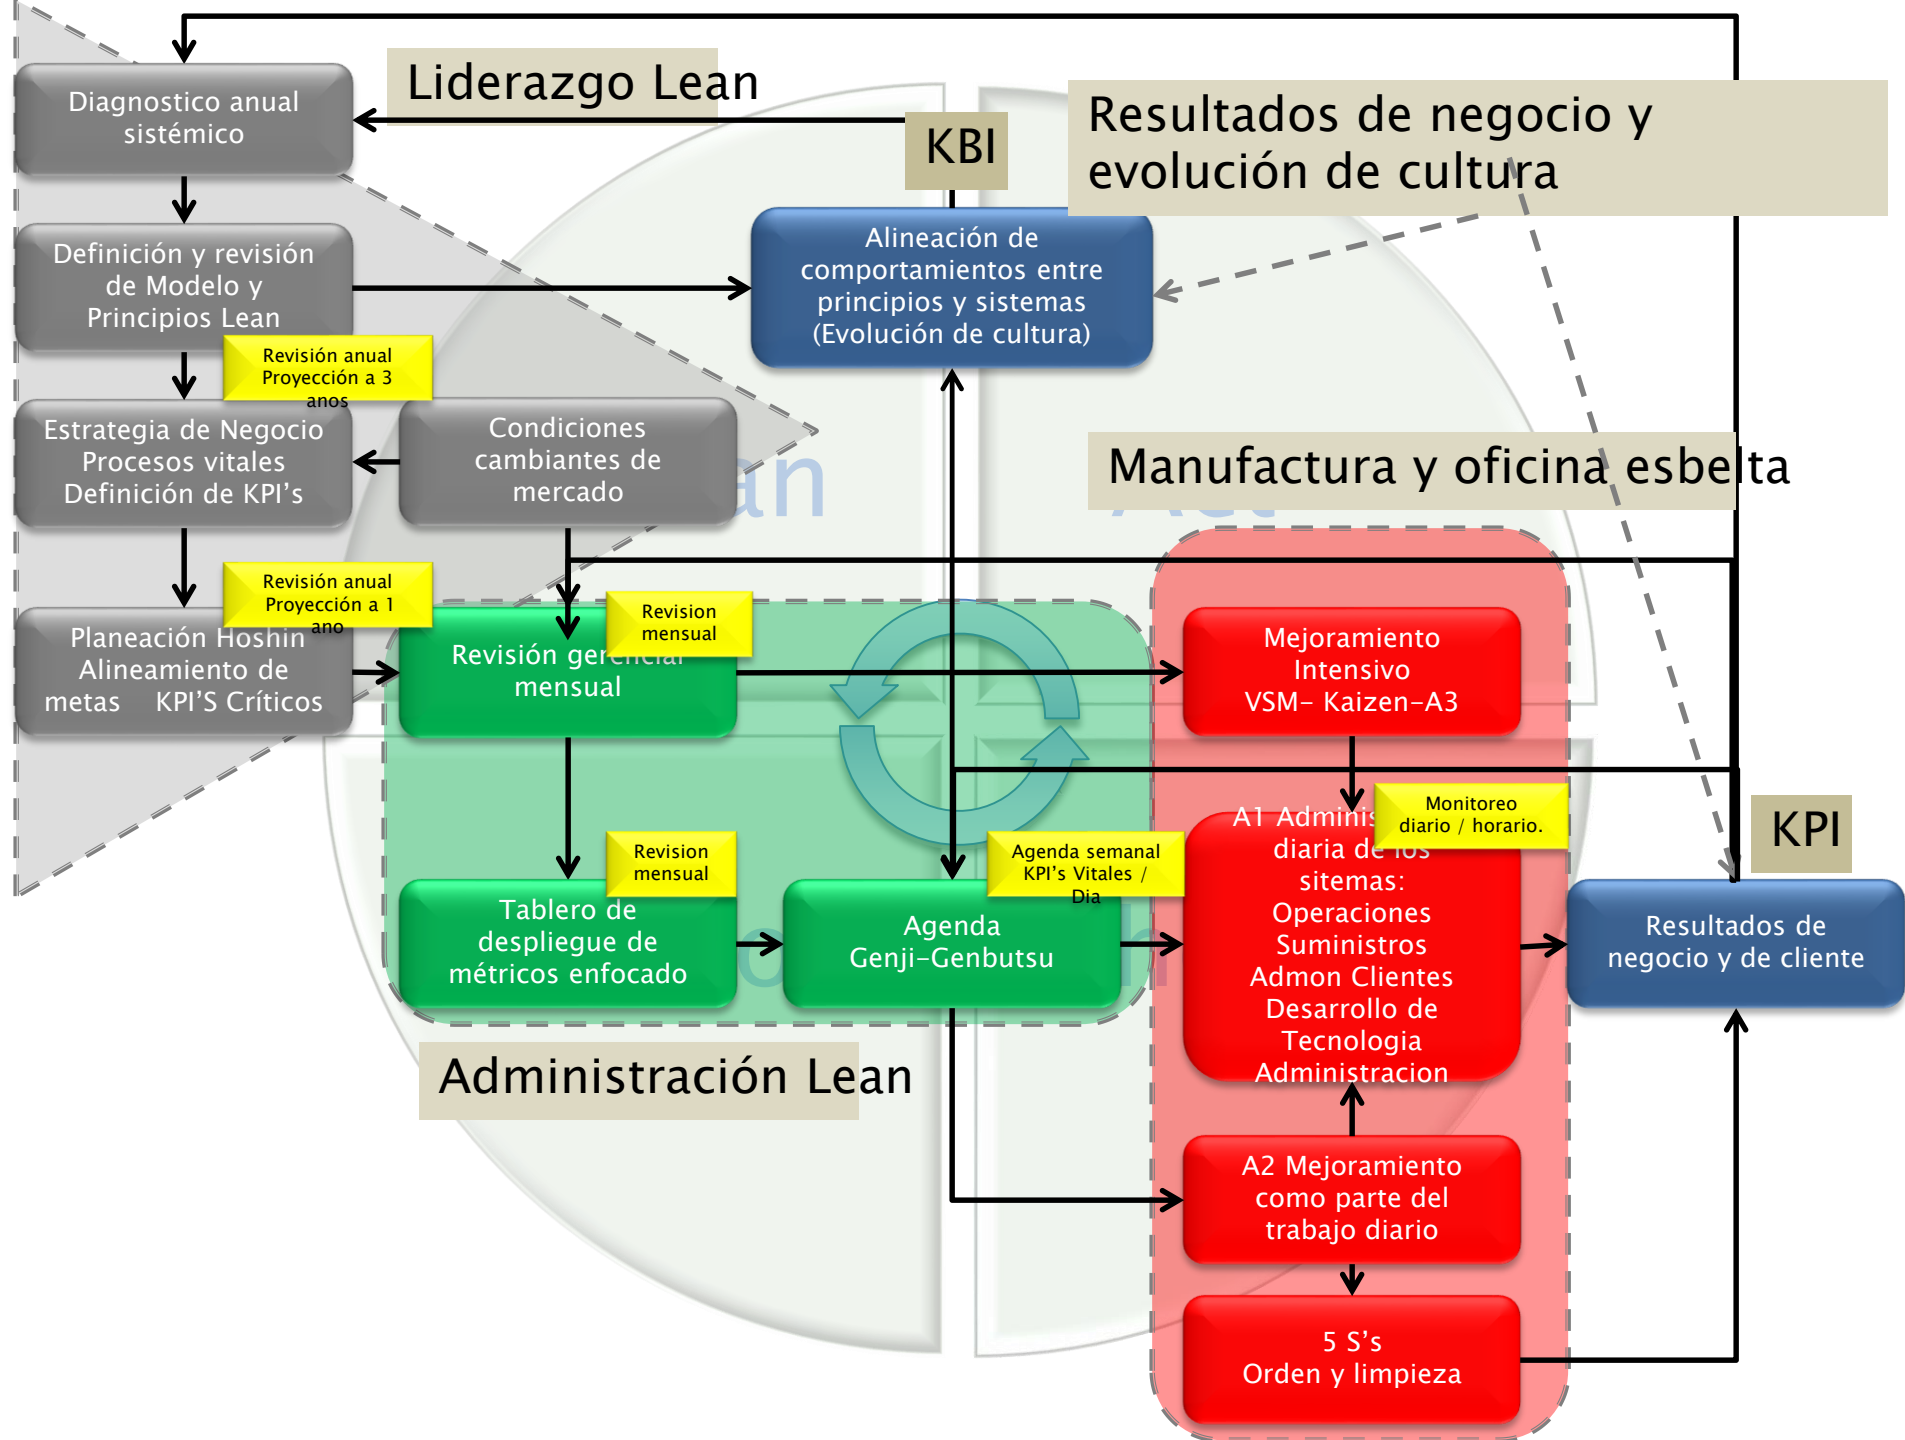 Liderazgo Lean
Diagnostico anual
sistémico
KBI
Resultados de negocio y
evolución de cultura
Definición y revisión
de Modelo y
Principios Lean
Alineación de
comportamientos entre
principios y sistemas
(Evolución de cultura)
Revisión anual
Proyección a 3
anos
Estrategia de Negocio
Procesos vitales
Definición de KPI's
Condiciones
cambiantes de
mercado
Manufactura y oficina esbelta
Revisión anual
Proyección a 1
ano
Planeación Hoshin
Alineamiento de
metas KPI'S Críticos
Revision
mensual
Revisión gerencial
mensual
Mejoramiento
Intensivo
VSM- Kaizen-A3
Monitoreo
diario / horario.
KPI
Revision
mensual
Tablero de
despliegue de
métricos enfocado
Agenda semanal
KPI's Vitales /
Dia
Agenda
Genji-Genbutsu
A1
diaria de los
sitemas:
Operaciones
Suministros
Admon Clientes
Desarrollo de
Tecnologia
Administracion
Resultados de
negocio y de cliente
Administración Lean
A2 Mejoramiento
como parte del
trabajo diario
5 S's
Orden y limpieza